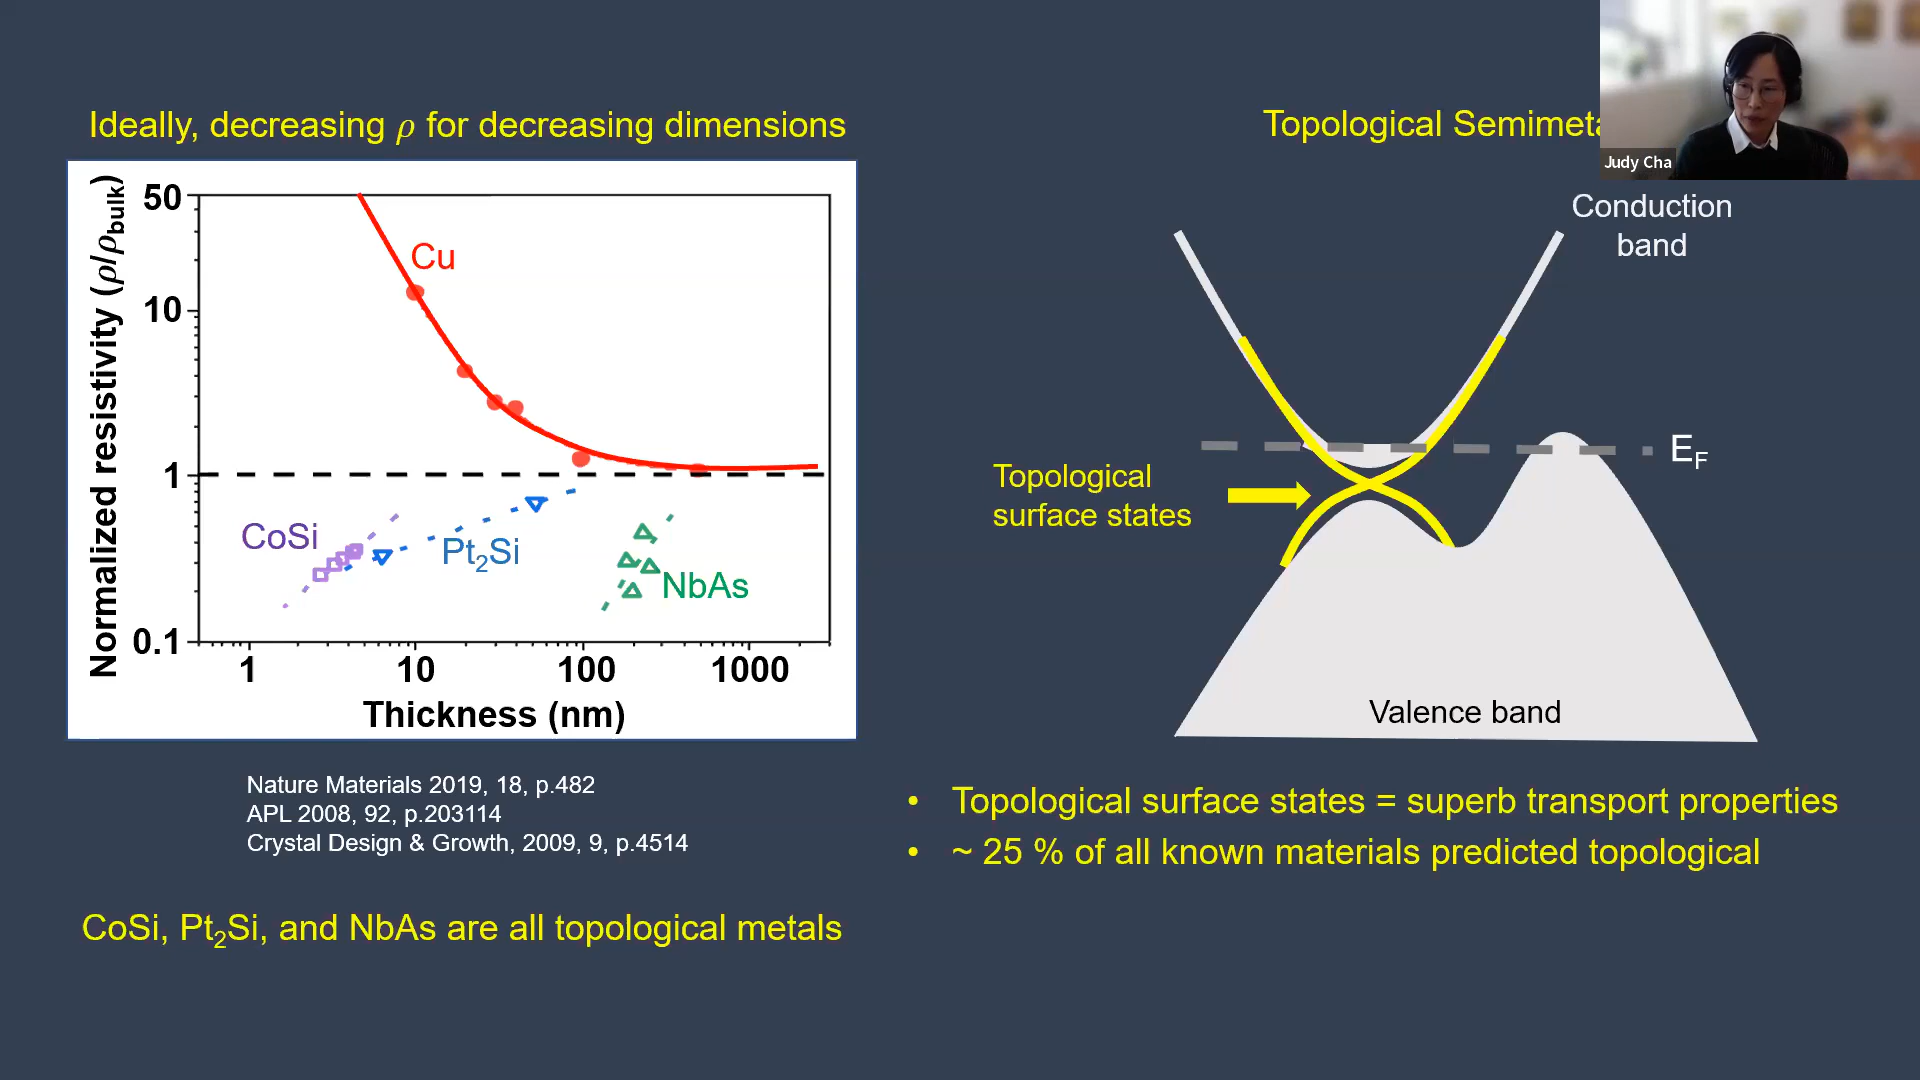 Ideally, decreasing ρ for decreasing dimensions
Normalized resistivity (ρ/ρbulk)
50
10
1
0.1
Cu
CoSi
Pt₂Si
NbAs
1 10 100 1000
Thickness (nm)
Nature Materials 2019, 18, p.482
APL 2008, 92, p.203114
Crystal Design & Growth, 2009, 9, p.4514
CoSi, Pt₂Si, and NbAs are all topological metals
Topological Semimeta
Judy Cha
Conduction
band
E_F
Topological
surface states
Valence band
• Topological surface states = superb transport properties
• ~ 25 % of all known materials predicted topological